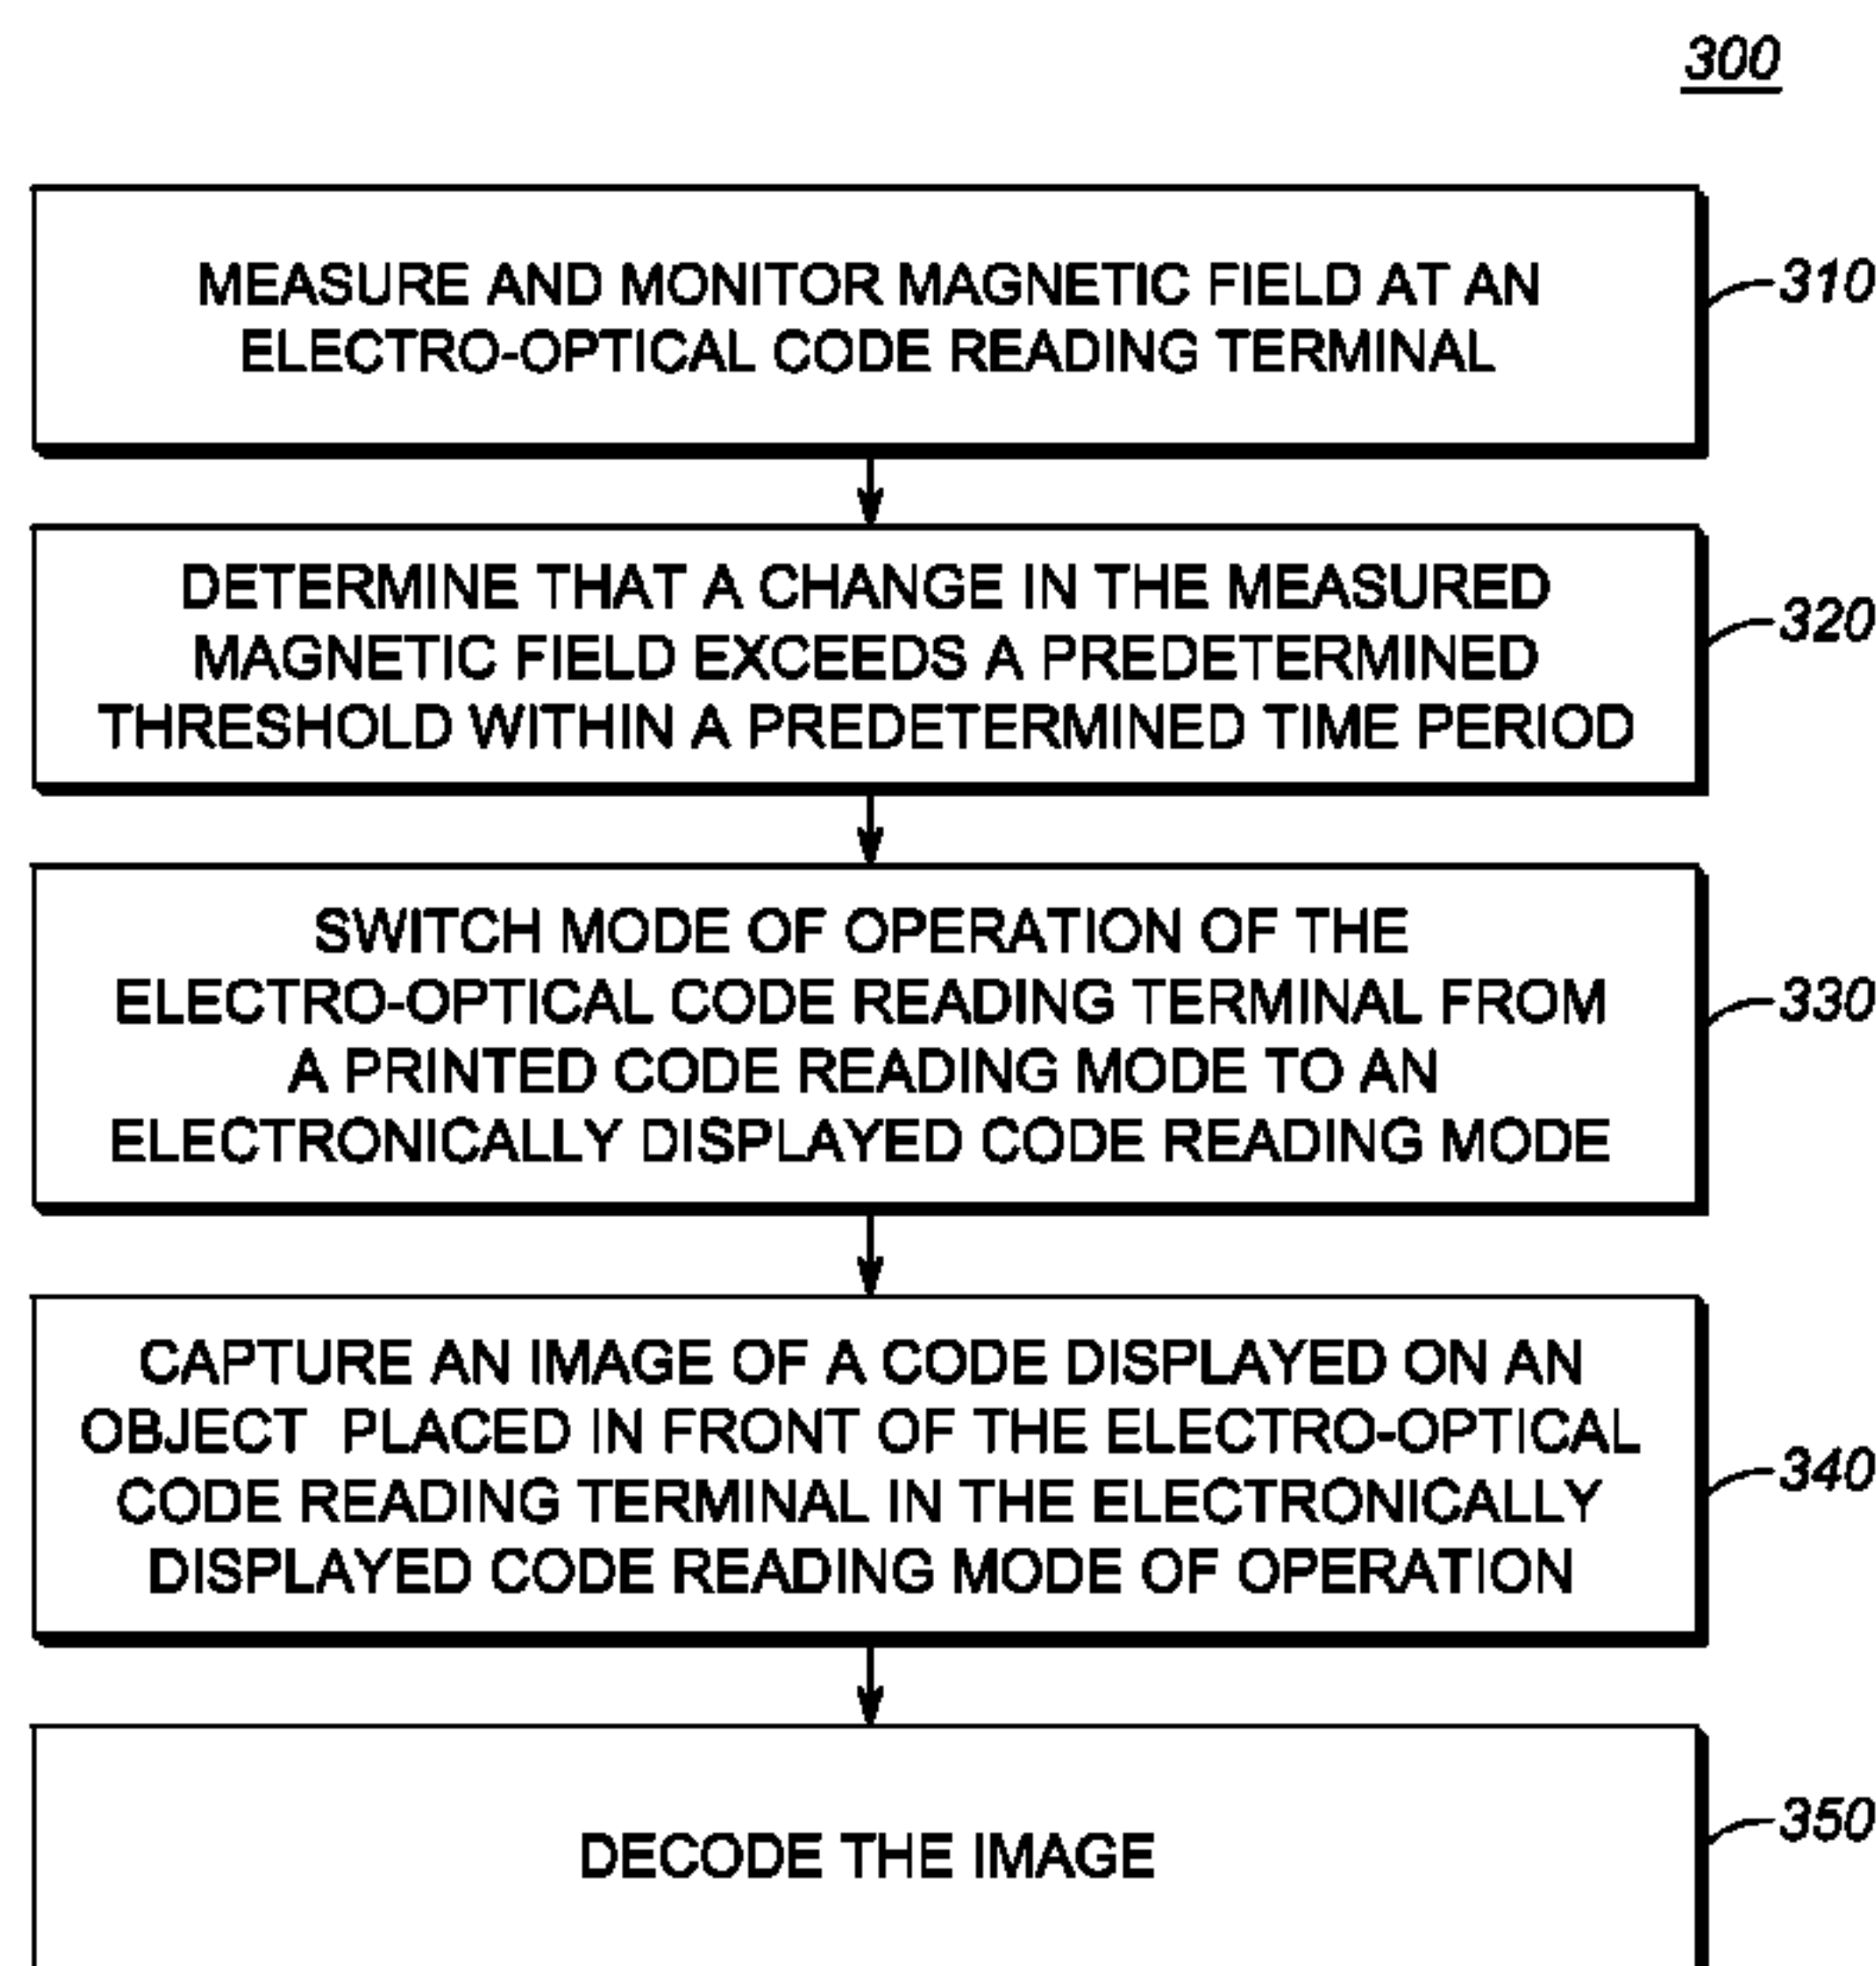 300
MEASURE AND MONITOR MAGNETIC FIELD AT AN
ELECTRO-OPTICAL CODE READING TERMINAL
310
DETERMINE THAT A CHANGE IN THE MEASURED
MAGNETIC FIELD EXCEEDS A PREDETERMINED
THRESHOLD WITHIN A PREDETERMINED TIME PERIOD
320
SWITCH MODE OF OPERATION OF THE
ELECTRO-OPTICAL CODE READING TERMINAL FROM
A PRINTED CODE READING MODE TO AN
ELECTRONICALLY DISPLAYED CODE READING MODE
330
CAPTURE AN IMAGE OF A CODE DISPLAYED ON AN
OBJECT PLACED IN FRONT OF THE ELECTRO-OPTICAL
CODE READING TERMINAL IN THE ELECTRONICALLY
DISPLAYED CODE READING MODE OF OPERATION
340
DECODE THE IMAGE
350